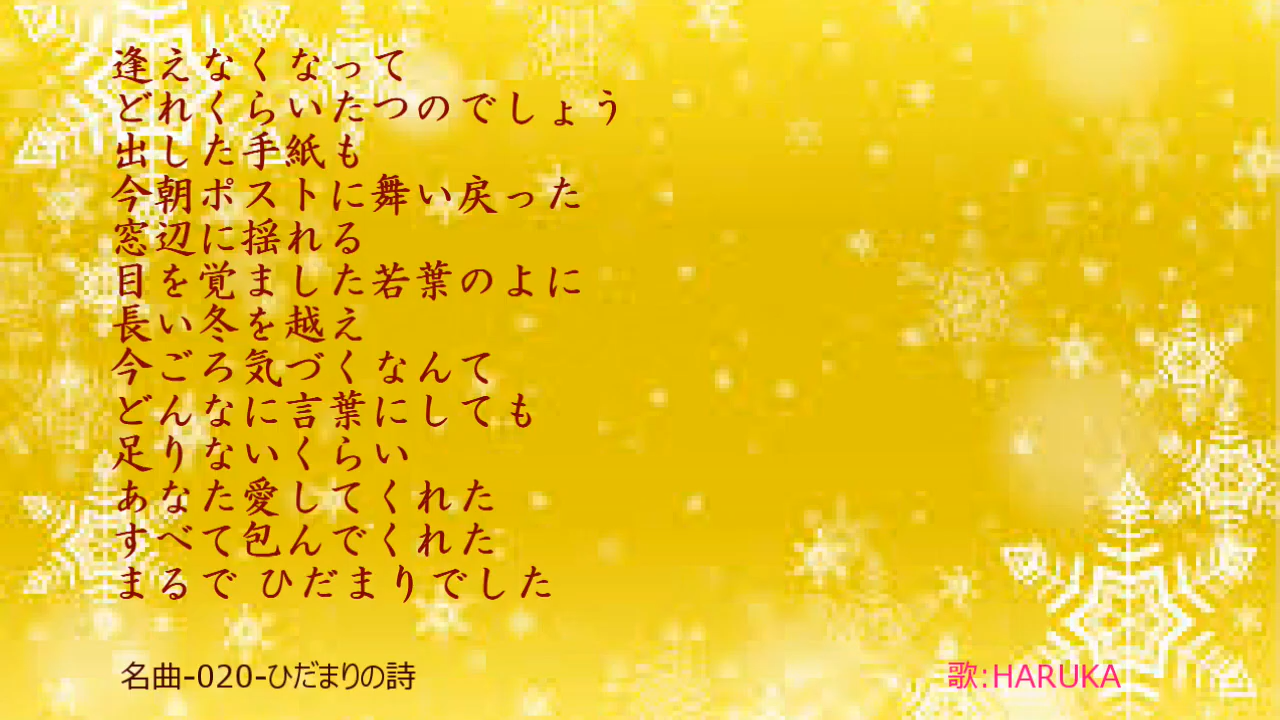 逢えなくなって
どれくらいたつのでしょう
出した手紙も
今朝ポストに舞い戻った
窓辺に揺れる
目を覚ました若葉のよに
長い冬を越え
今ごろ気づくなんて
どんなに言葉にしても
足りないくらい
あなた愛してくれた
すべて包んでくれた
まるで ひだまりでした
名曲-020-ひだまりの詩
歌:HARUKA